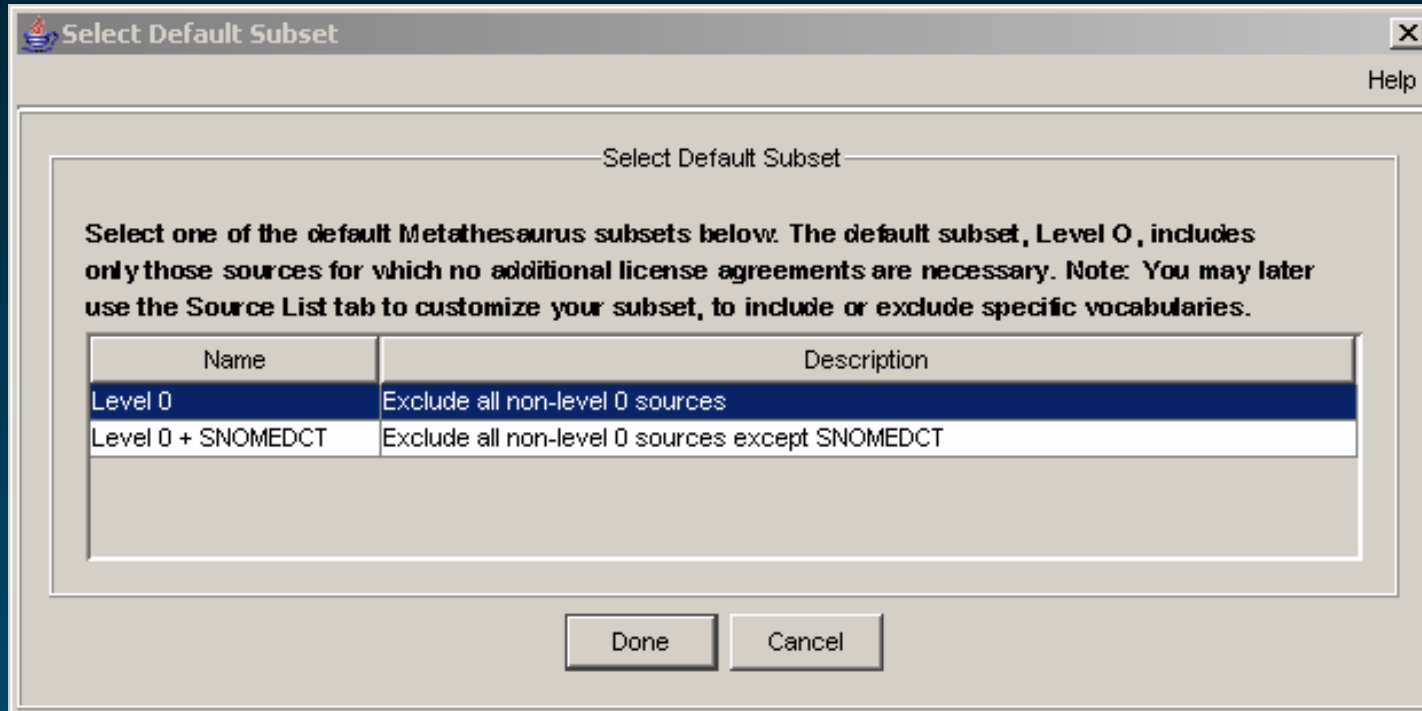 Select Default Subset
Help
Select Default Subset
Select one of the default Metathesaurus subsets below. The default subset, Level 0, includes
only those sources for which no additional license agreements are necessary. Note: You may later
use the Source List tab to customize your subset, to include or exclude specific vocabularies.
Name Description
Level 0 Exclude all non-level 0 sources
Level 0 + SNOMEDCT Exclude all non-level 0 sources except SNOMEDCT
Done Cancel